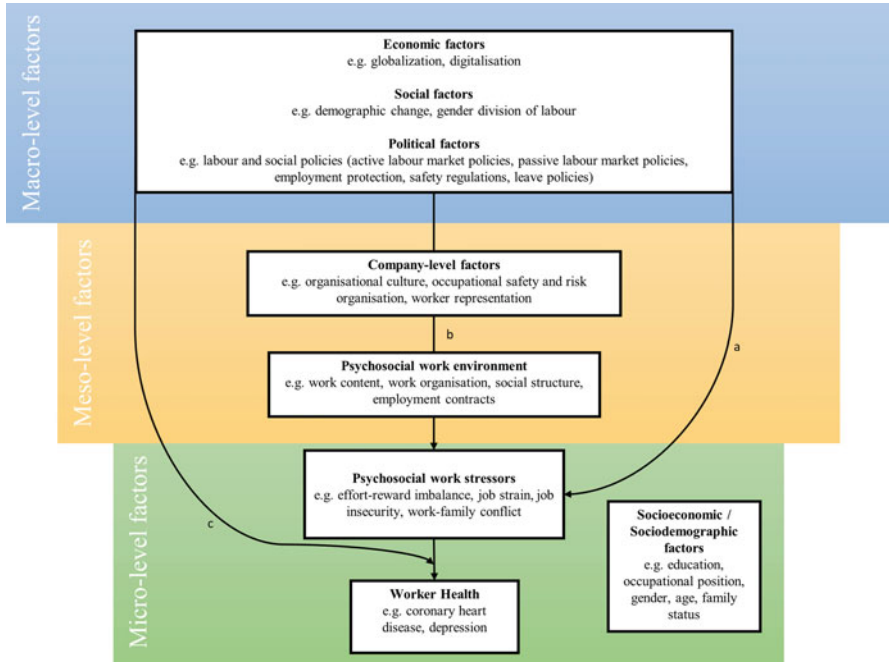 Macro-level factors
Economic factors
e.g. globalization, digitalisation
Social factors
e.g. demographic change, gender division of labour
Political factors
e.g. labour and social policies (active labour market policies, passive labour market policies,
employment protection, safety regulations, leave policies)
Meso-level factors
Company-level factors
e.g. organisational culture, occupational safety and risk
organisation, worker representation
b
a
Psychosocial work environment
e.g. work content, work organisation, social structure,
employment contracts
Micro-level factors
Psychosocial work stressors
e.g. effort-reward imbalance, job strain, job
insecurity, work-family conflict
c
Worker Health
e.g. coronary heart
disease, depression
Socioeconomic /
Sociodemographic
factors
e.g. education,
occupational position,
gender, age, family
status